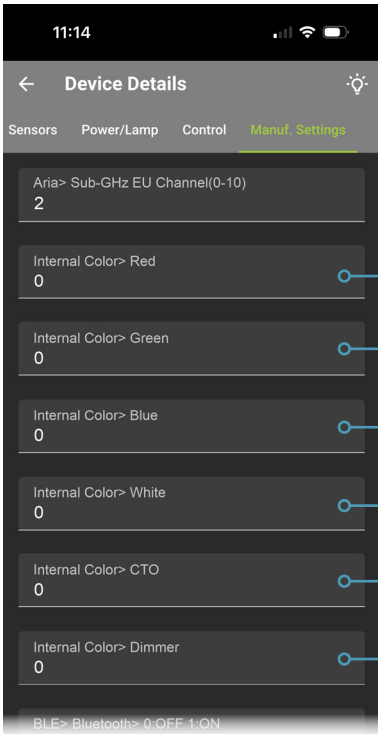 11:14
Device Details
Sensors Power/Lamp Control Manuf. Settings
Aria> Sub-GHz EU Channel(0-10)
2
Internal Color> Red
0
Internal Color> Green
0
Internal Color> Blue
0
Internal Color> White
0
Internal Color> CTO
0
Internal Color> Dimmer
0
BLE> Bluetooth> 0:OFF 1:ON